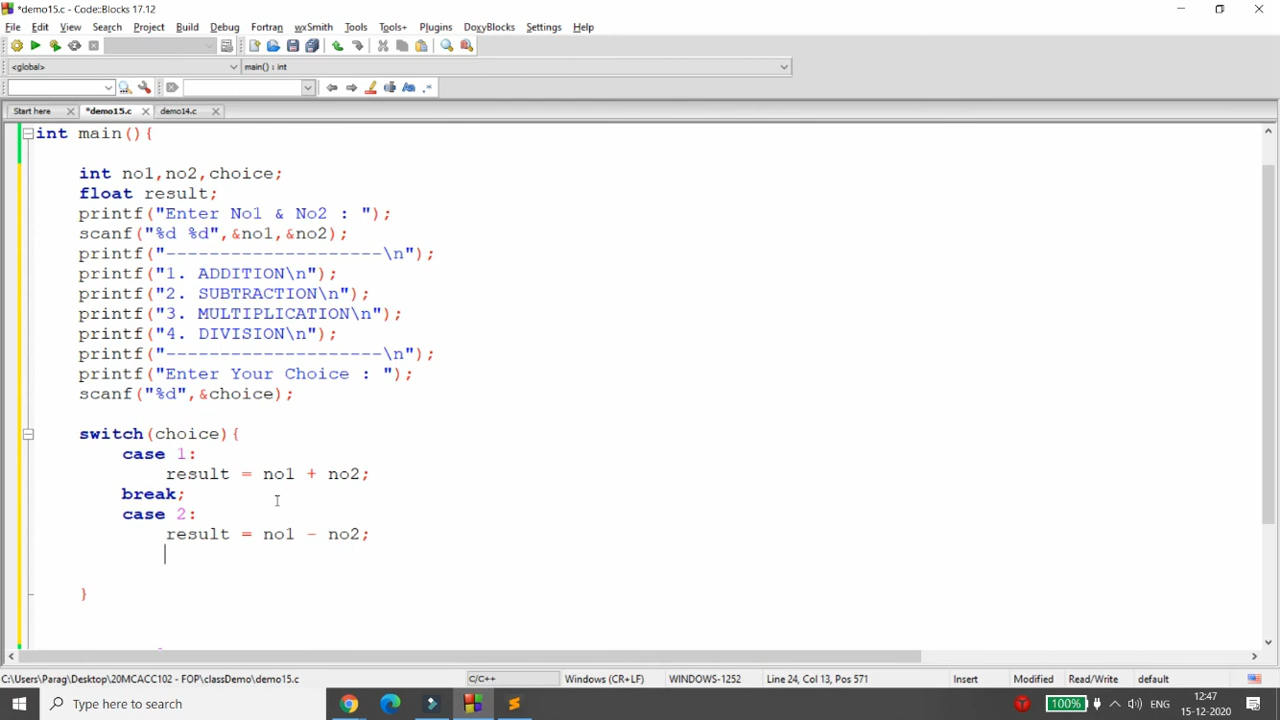 *demo15.c - Code::Blocks 17.12
File Edit View Search Project Build Debug Fortran wxSmith Tools Tools+ Plugins DoxyBlocks Settings Help
<global> main() : int
Start here *demo15.c demo14.c
int main(){
int no1,no2,choice;
float result;
printf("Enter No1 & No2 : ");
scanf("%d %d",&no1,&no2);
printf("--------------------\n");
printf("1. ADDITION\n");
printf("2. SUBTRACTION\n");
printf("3. MULTIPLICATION\n");
printf("4. DIVISION\n");
printf("--------------------\n");
printf("Enter Your Choice : ");
scanf("%d",&choice);
switch(choice){
case 1:
result = no1 + no2;
break;
case 2:
result = no1 - no2;
}
C:\Users\Parag\Desktop\20MCACC102 - FOP\classDemo\demo15.c C/C++ Windows (CR+LF) WINDOWS-1252 Line 24, Col 13, Pos 571 Insert Modified Read/Write default
Type here to search 100% ENG 12:47
15-12-2020